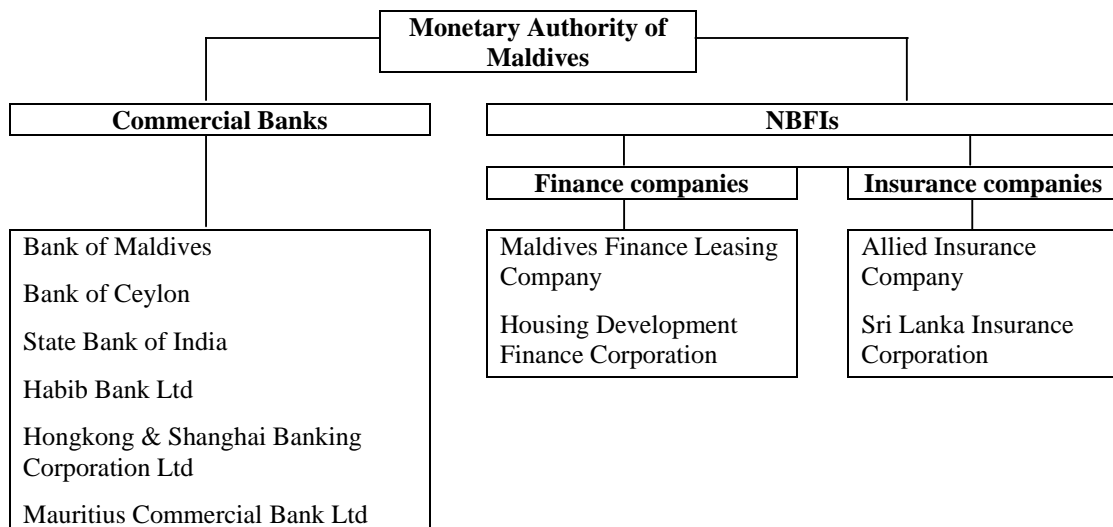 Monetary Authority of
Maldives
Commercial Banks
NBFIs
Finance companies
Insurance companies
Bank of Maldives
Bank of Ceylon
State Bank of India
Habib Bank Ltd
Hongkong & Shanghai Banking
Corporation Ltd
Mauritius Commercial Bank Ltd
Maldives Finance Leasing
Company
Housing Development
Finance Corporation
Allied Insurance
Company
Sri Lanka Insurance
Corporation